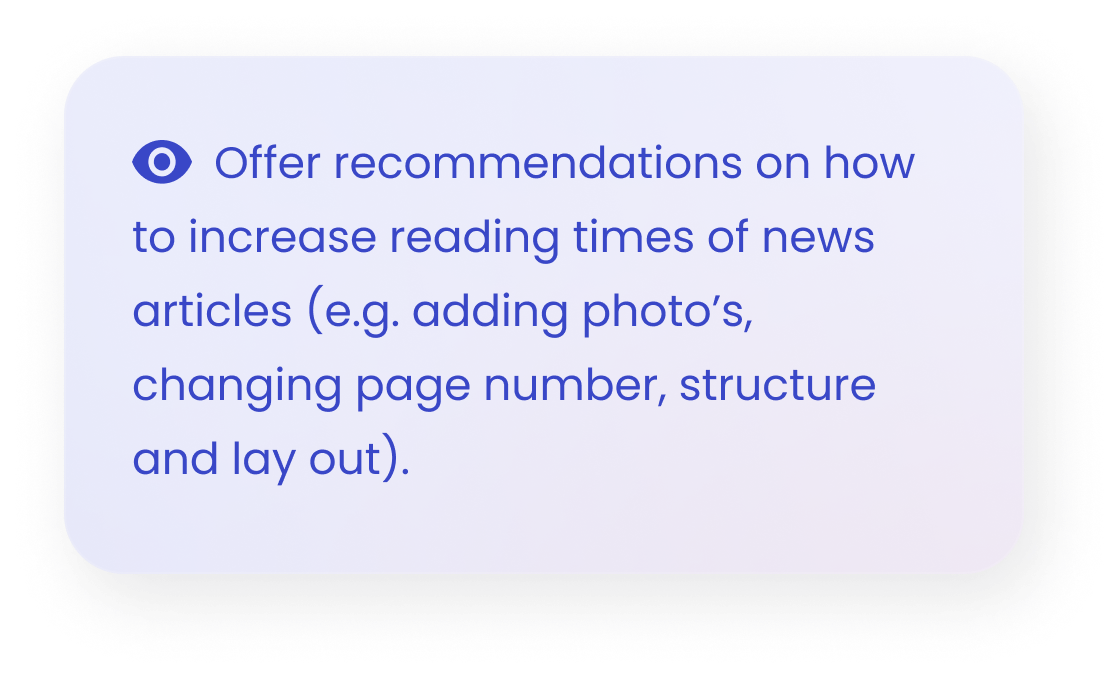 Offer recommendations on how
to increase reading times of news
articles (e.g. adding photo’s,
changing page number, structure
and lay out).